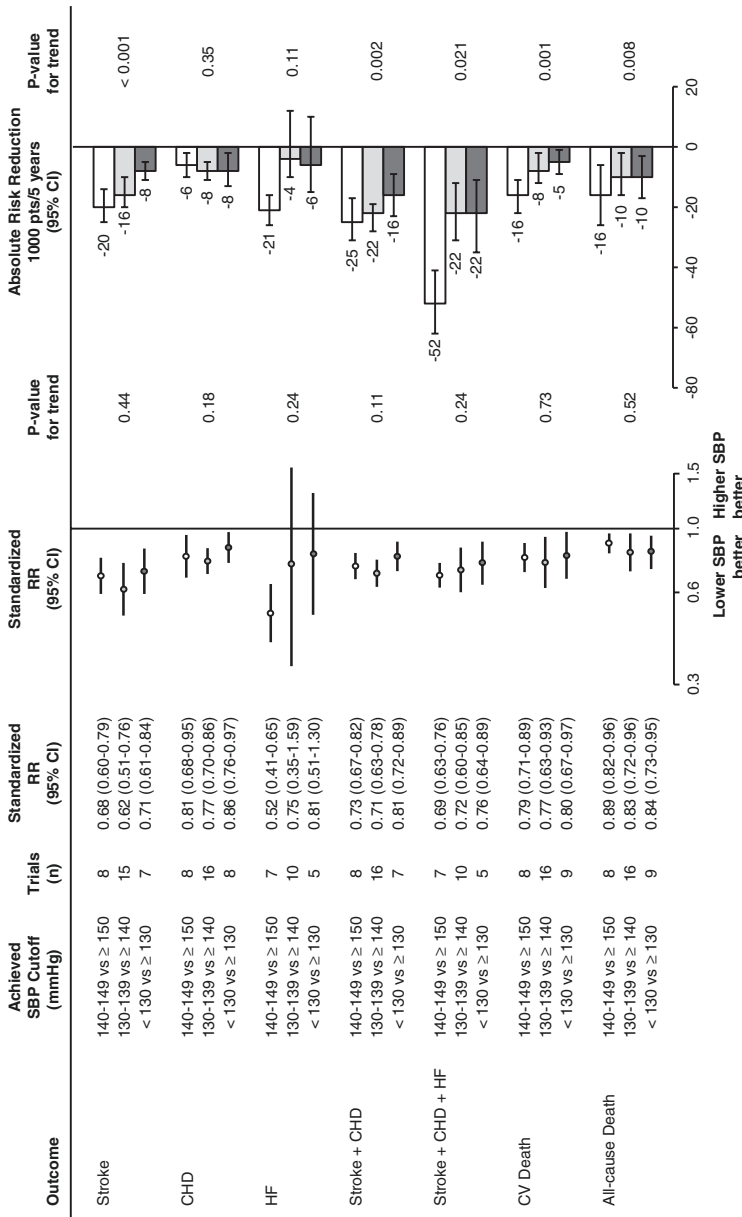 Outcome Achieved SBP Cutoff (mmHg) Trials (n) Standardized RR (95% CI) Standardized RR (95% CI) P-value for trend Absolute Risk Reduction 1000 pts/5 years (95% CI) P-value for trend
Stroke 140-149 vs ≥ 150 8 0.68 (0.60-0.79) 0.44 -20 < 0.001
130-139 vs ≥ 140 15 0.62 (0.51-0.76) -16
< 130 vs ≥ 130 7 0.71 (0.61-0.84) -8
CHD 140-149 vs ≥ 150 8 0.81 (0.68-0.95) 0.18 -6 0.35
130-139 vs ≥ 140 16 0.77 (0.70-0.86) -8
< 130 vs ≥ 130 8 0.86 (0.76-0.97) -8
HF 140-149 vs ≥ 150 7 0.52 (0.41-0.65) 0.24 -21 0.11
130-139 vs ≥ 140 10 0.75 (0.35-1.59) -4
< 130 vs ≥ 130 5 0.81 (0.51-1.30) -6
Stroke + CHD 140-149 vs ≥ 150 8 0.73 (0.67-0.82) 0.11 -25 0.002
130-139 vs ≥ 140 16 0.71 (0.63-0.78) -22
< 130 vs ≥ 130 7 0.81 (0.72-0.89) -16
Stroke + CHD + HF 140-149 vs ≥ 150 7 0.69 (0.63-0.76) 0.24 -52 0.021
130-139 vs ≥ 140 10 0.72 (0.60-0.85) -22
< 130 vs ≥ 130 5 0.76 (0.64-0.89) -22
CV Death 140-149 vs ≥ 150 8 0.79 (0.71-0.89) 0.73 -16 0.001
130-139 vs ≥ 140 16 0.77 (0.63-0.93) -8
< 130 vs ≥ 130 9 0.80 (0.67-0.97) -5
All-cause Death 140-149 vs ≥ 150 8 0.89 (0.82-0.96) 0.52 -16 0.008
130-139 vs ≥ 140 16 0.83 (0.72-0.96) -10
< 130 vs ≥ 130 9 0.84 (0.73-0.95) -10
0.3 0.6 1.0 1.5 -80 -60 -40 -20 0 20
Lower SBP better Higher SBP better